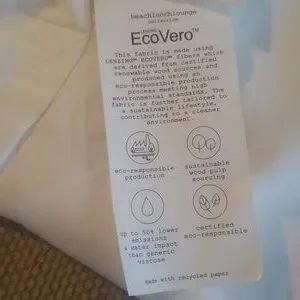 beachlunchlounge
collection
LENZING
EcoVero™
This fabric is made using
LENZING™ ECOVERO™ fibers which
are derived from certified
renewable wood sources and
produced using an
eco-responsible production
process meeting high
environmental standards. The
fabric is further tailored to
a sustainable lifestyle,
contributing to a cleaner
environment.
eco-responsible
production
sustainable
wood pulp
sourcing
up to 50% lower
emissions
& water impact
than generic
viscose
certified
eco-responsible
made with recycled paper